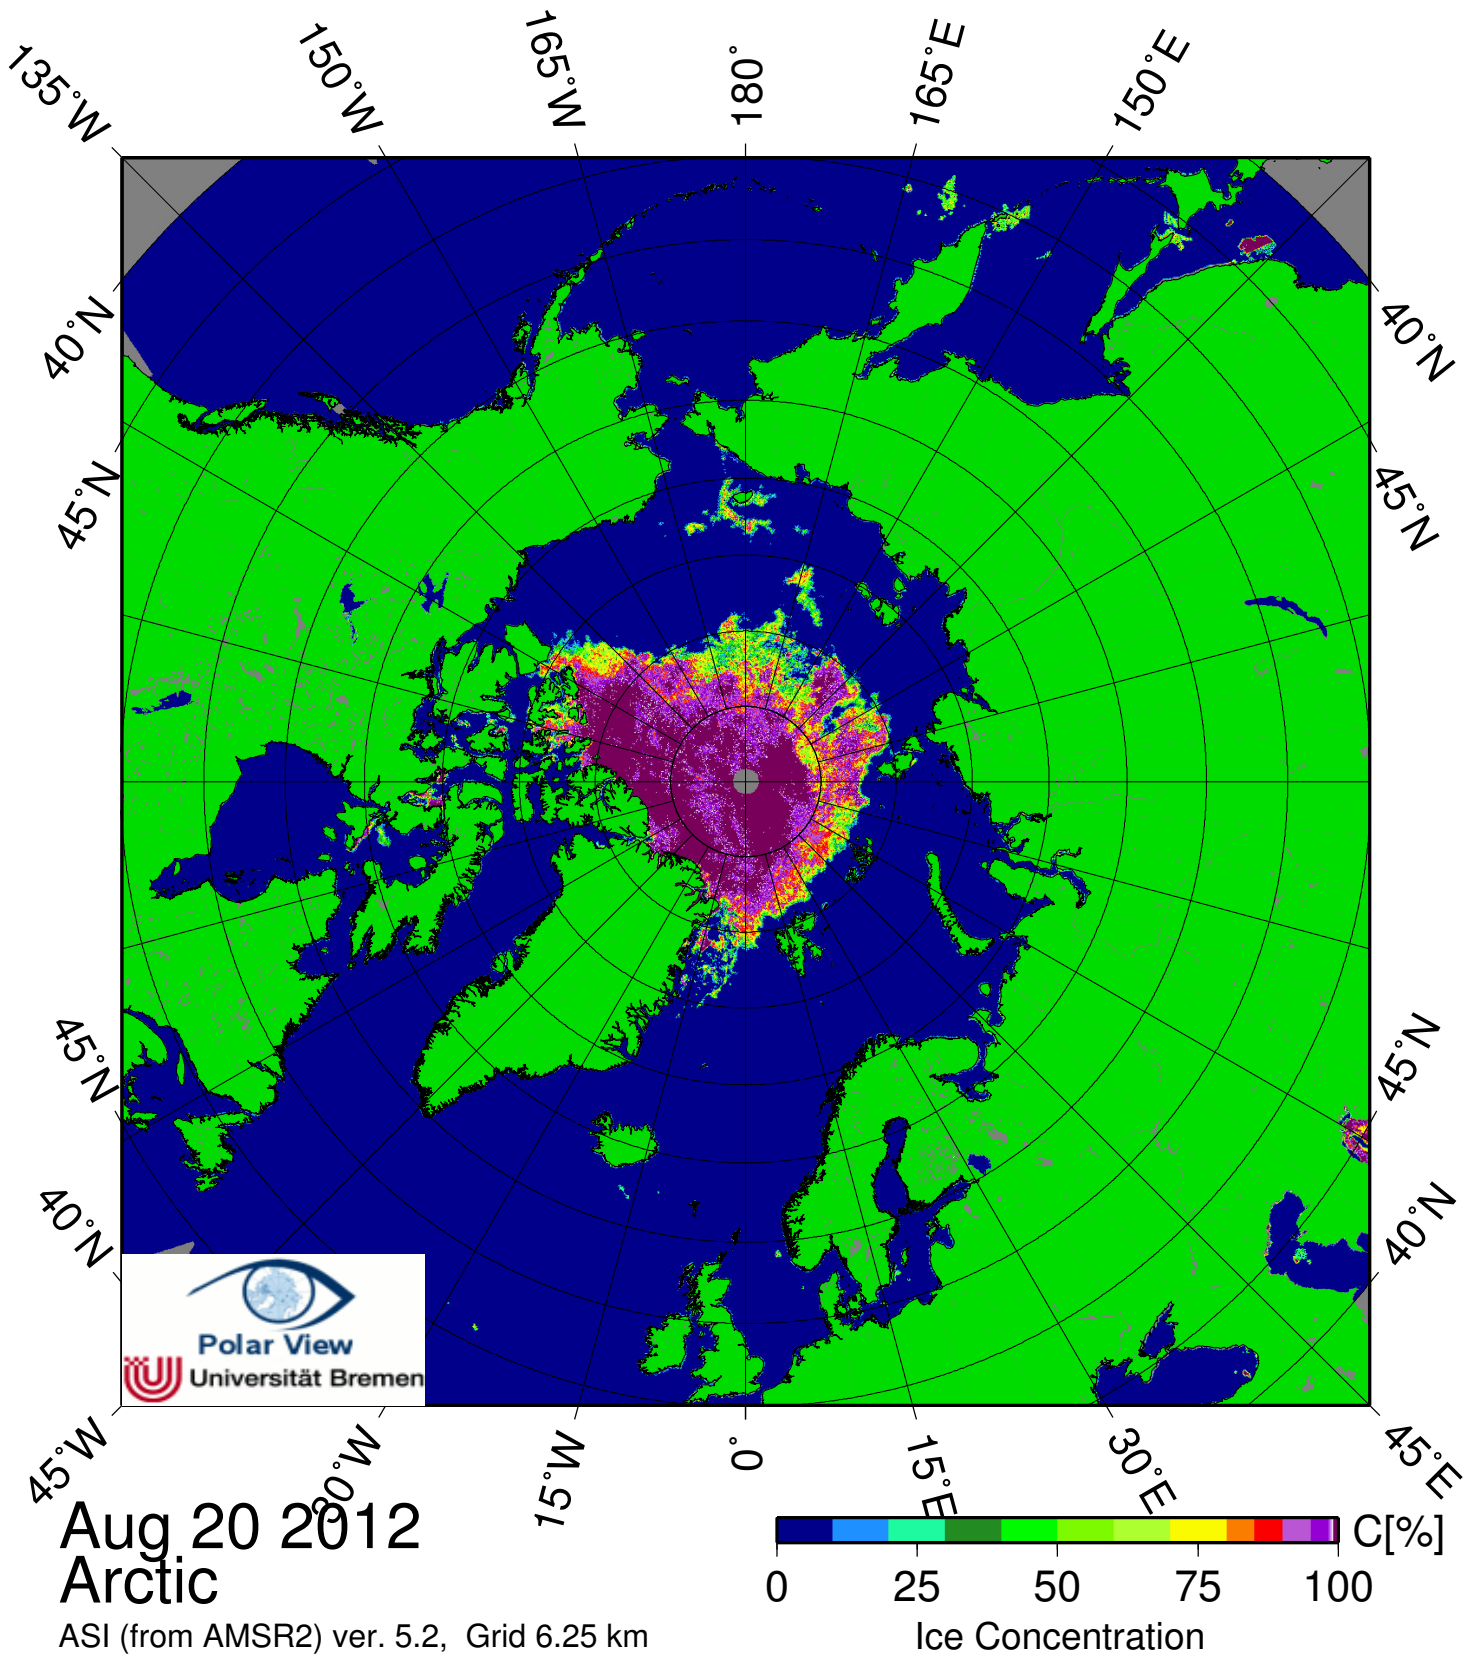 135°W
150°W
165°W
180°
165°E
150°E
40°N
40°N
45°N
45°N
45°N
45°N
40°N
40°N
Polar View
Universität Bremen
45°W
30°W
15°W
0°
15°E
30°E
45°E
Aug 20 2012
Arctic
ASI (from AMSR2) ver. 5.2, Grid 6.25 km
C[%]
0 25 50 75 100
Ice Concentration